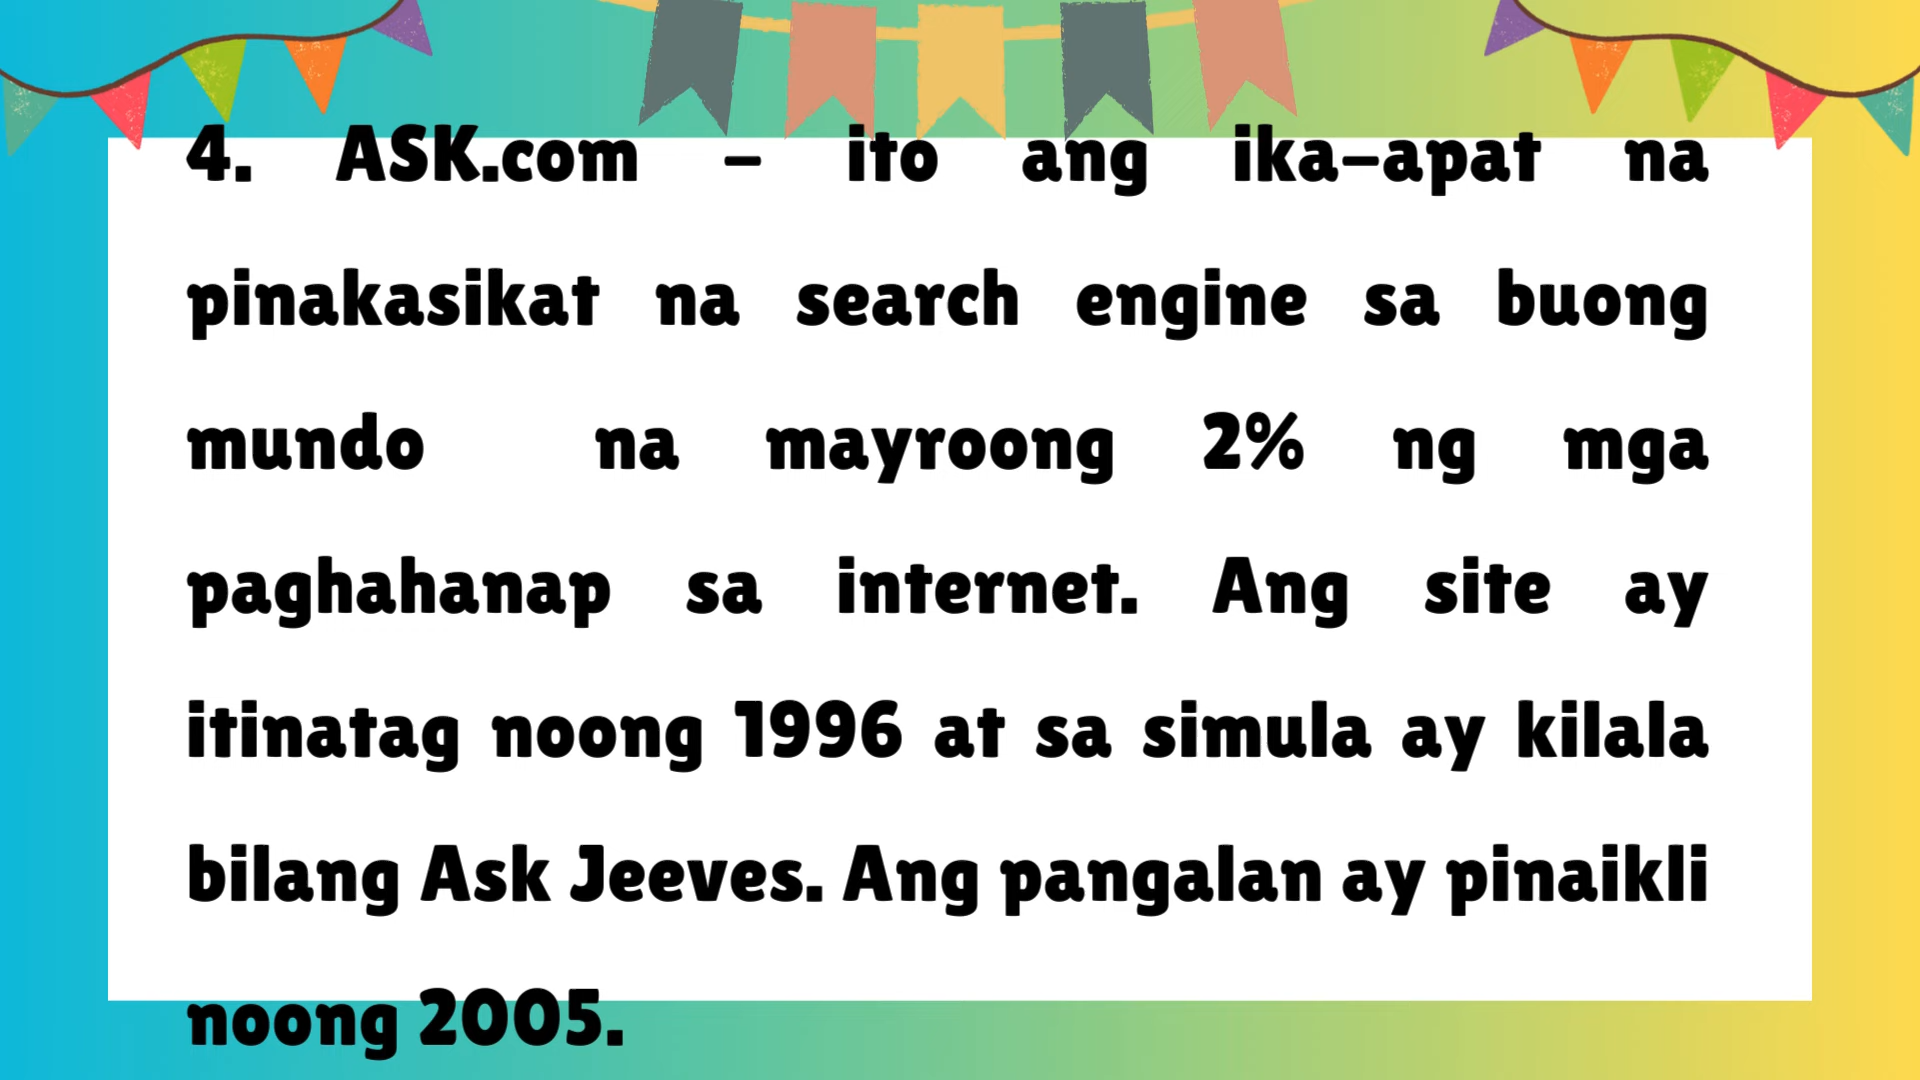 4. ASK.com – ito ang ika-apat na
pinakasikat na search engine sa buong
mundo na mayroong 2% ng mga
paghahanap sa internet. Ang site ay
itinatag noong 1996 at sa simula ay kilala
bilang Ask Jeeves. Ang pangalan ay pinaikli
noong 2005.